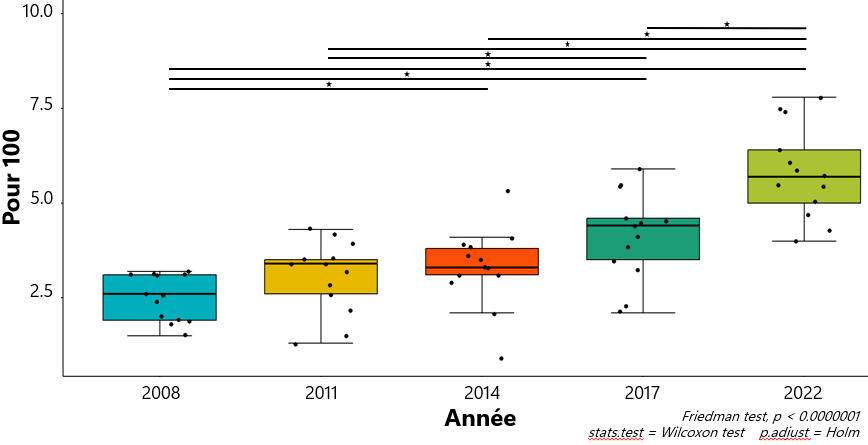 10.0
7.5
5.0
2.5
Pour 100
2008 2011 2014 2017 2022
Année
Friedman test, p < 0.0000001
stats.test = Wilcoxon test p.adjust = Holm